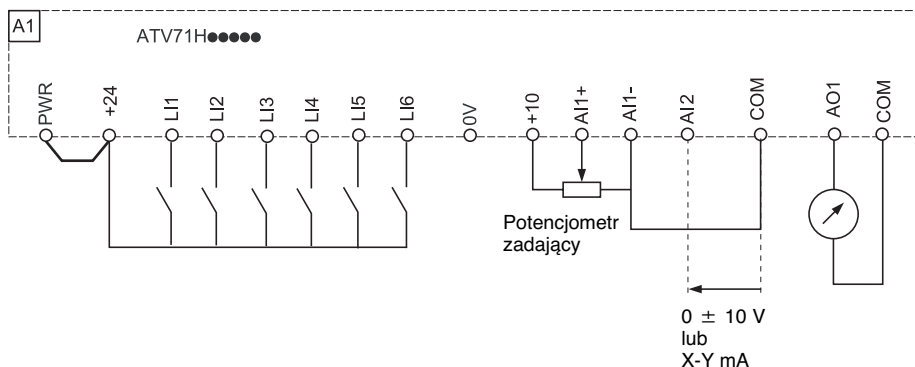 A1
ATV71H●●●●●
PWR
+24
LI1
LI2
LI3
LI4
LI5
LI6
0V
+10
AI1+
AI1-
AI2
COM
AO1
COM
Potencjometr
zadający
0 ± 10 V
lub
X-Y mA